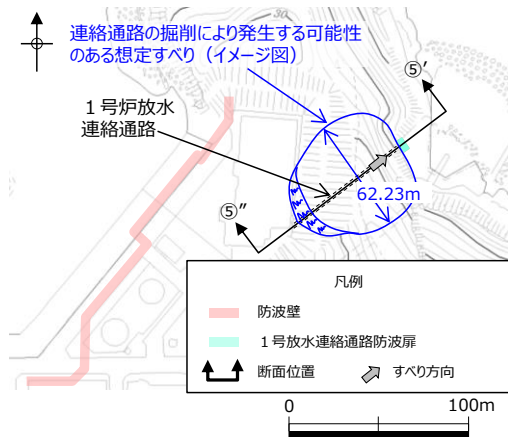 連絡通路の掘削により発生する可能性
のある想定すべり（イメージ図）
１号炉放水
連絡通路
⑤’
62.23m
⑤”
凡例
防波壁
１号放水連絡通路防波扉
断面位置
すべり方向
0
100m